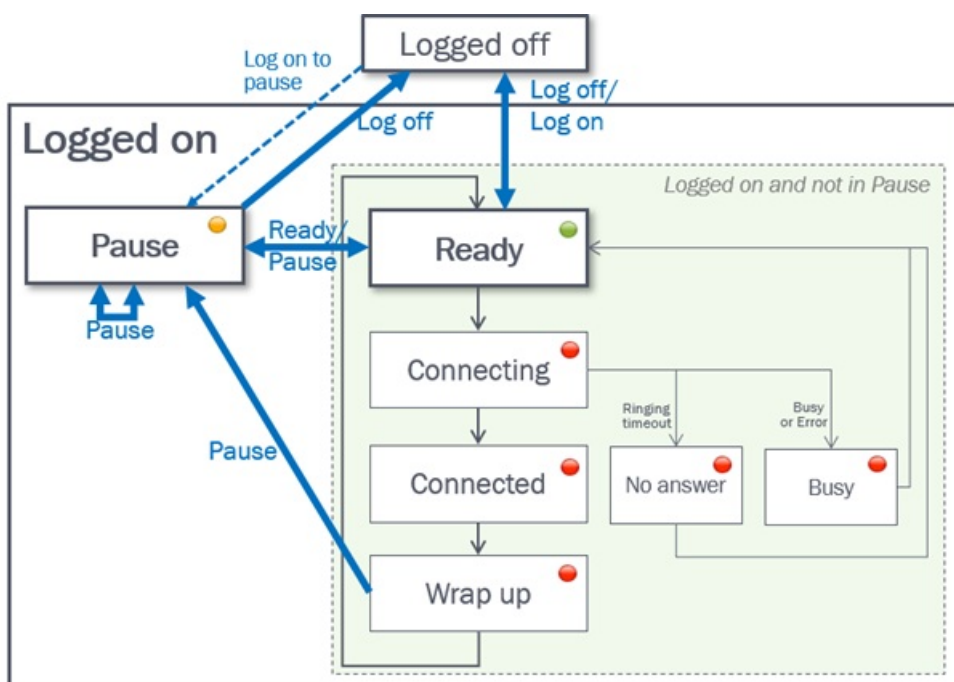 Logged off
Log on to
pause
Log off/
Log on
Log off
Logged on
Logged on and not in Pause
Pause
Ready/
Pause
Ready
Pause
Connecting
Ringing
timeout
Busy
or Error
Pause
Connected
No answer
Busy
Wrap up